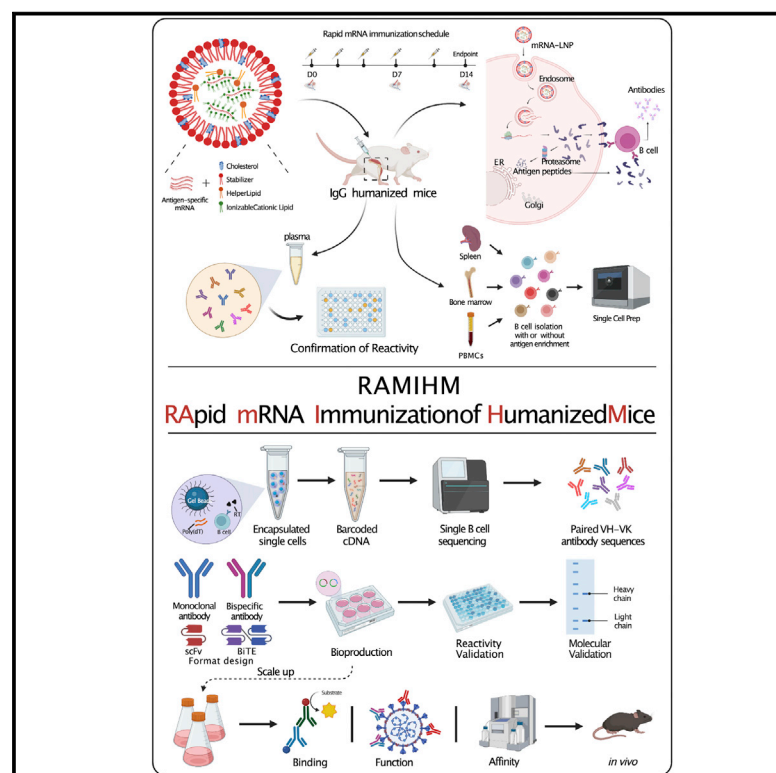 Rapid mRNA immunization schedule
Endpoint
D0
D7
D14
mRNA-LNP
Endosome
Antibodies
B cell
Proteasome
ER
Antigen peptides
Golgi
Cholesterol
Stabilizer
HelperLipid
IonizableCationic Lipid
Antigen-specific
mRNA
+
IgG humanized mice
plasma
Confirmation of Reactivity
Spleen
Bone marrow
PBMCs
B cell isolation
with or without
antigen enrichment
Single Cell Prep
RAMIHM
RApid mRNA Immunizationof HumanizedMice
Gel Bead
RT
Poly(dT)
B cell
Encapsulated
single cells
Barcoded
cDNA
Single B cell
sequencing
Paired VH-VK
antibody sequences
Monoclonal
antibody
Bispecific
antibody
scFv
BiTE
Format design
Bioproduction
Reactivity
Validation
Heavy
chain
Light
chain
Molecular
Validation
Scale up
Substrate
Binding
Function
Affinity
in vivo